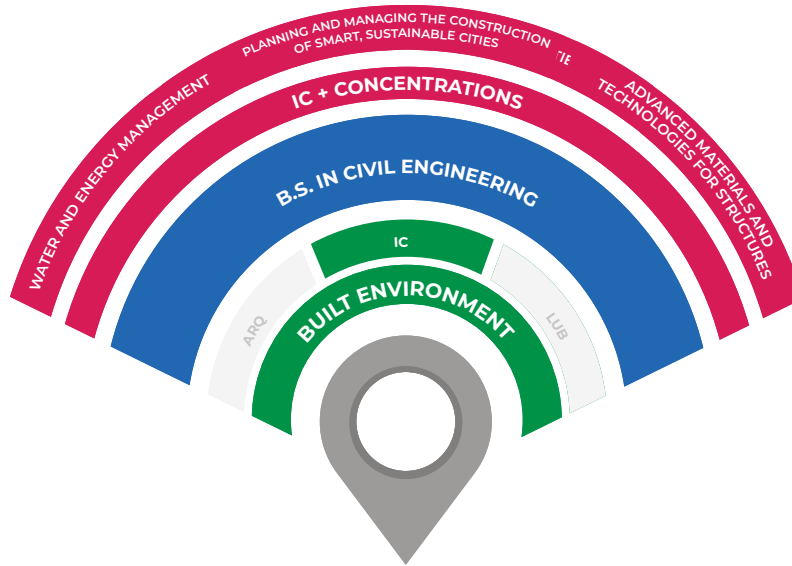 PLANNING AND MANAGING THE CONSTRUCTION
OF SMART, SUSTAINABLE CITIES
WATER AND ENERGY MANAGEMENT
ADVANCED MATERIALS AND
TECHNOLOGIES FOR STRUCTURES
IC + CONCENTRATIONS
B.S. IN CIVIL ENGINEERING
IC
ARQ
LUB
BUILT ENVIRONMENT